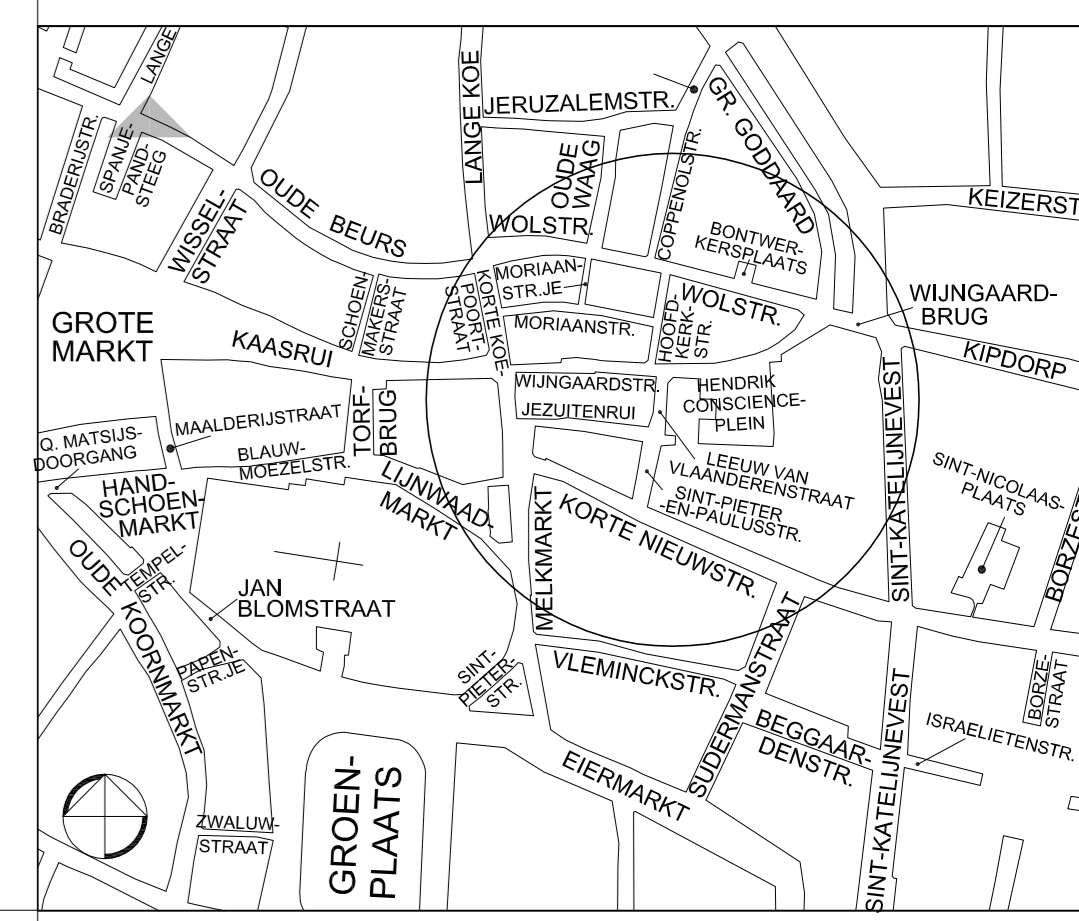 LANGE
LANGE KOE
JERUZALEMSTR.
GR. GODDAARD
BRADERIJSTR.
SPANJE-
PAND-
STEEG
OUDE
WAAG
COPPENOLSTR.
KEIZERST
WISSEL-
STRAAT
OUDE BEURS
WOLSTR.
BONTWER-
KERSPLAATS
MORIAAN-
STR.JE
WOLSTR.
WIJNGAARD-
BRUG
GROTE
MARKT
KAASRUI
SCHOEN-
MAKERS-
STRAAT
KORTE KOE-
POORT-
STRAAT
MORIAANSTR.
HOOFD-
KERK-
STR.
KIPDORP
WIJNGAARDSTR.
JEZUITENRUI
HENDRIK
CONSCIENCE-
PLEIN
SINT-KATELIJNEVEST
MAALDERIJSTRAAT
TORF-
BRUG
Q. MATSIJS-
DOORGANG
BLAUW-
MOEZELSTR.
HAND-
SCHOEN-
MARKT
LIJNWAAD-
MARKT
LEEUW VAN
VLAANDERENSTRAAT
SINT-PIETER
-EN-PAULUSSTR.
SINT-NICOLAAS-
PLAATS
MELKMARKT
KORTE NIEUWSTR.
BORZEST
OUDE KOORNMARKT
TEMPEL-
STR.
JAN
BLOMSTRAAT
PAPEN-
STR.JE
SINT-
PIETER-
STR.
VLEMINCKSTR.
SUDERMANSTRAAT
BORZE-
STRAAT
BEGGAAR-
DENSTR.
SINT-KATELIJNEVEST
ISRAELIETENSTR.
EIERMARKT
GROEN-
PLAATS
ZWALUW-
STRAAT